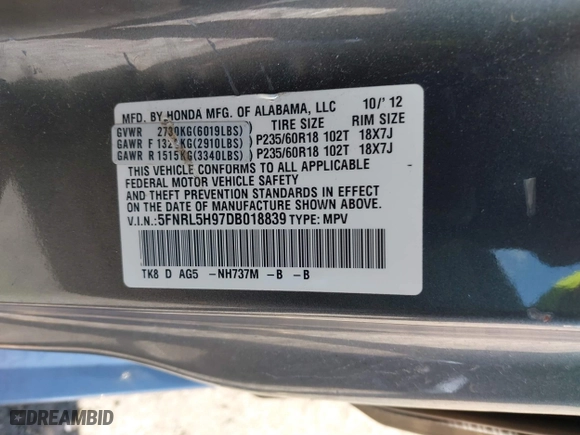 MFD. BY HONDA MFG. OF ALABAMA, LLC 10/'12
TIRE SIZE RIM SIZE
GVWR 2730KG(6019LBS)
GAWR F 1320KG(2910LBS) P235/60R18 102T 18X7J
GAWR R 1515KG(3340LBS) P235/60R18 102T 18X7J
THIS VEHICLE CONFORMS TO ALL APPLICABLE
FEDERAL MOTOR VEHICLE SAFETY
AND THEFT PREVENTION STANDARDS IN EFFECT
ON THE DATE OF MANUFACTURE SHOWN ABOVE.
V.I.N.: 5FNRL5H97DB018839 TYPE: MPV
TK8 D AG5 -NH737M -B -B
DREAMBID